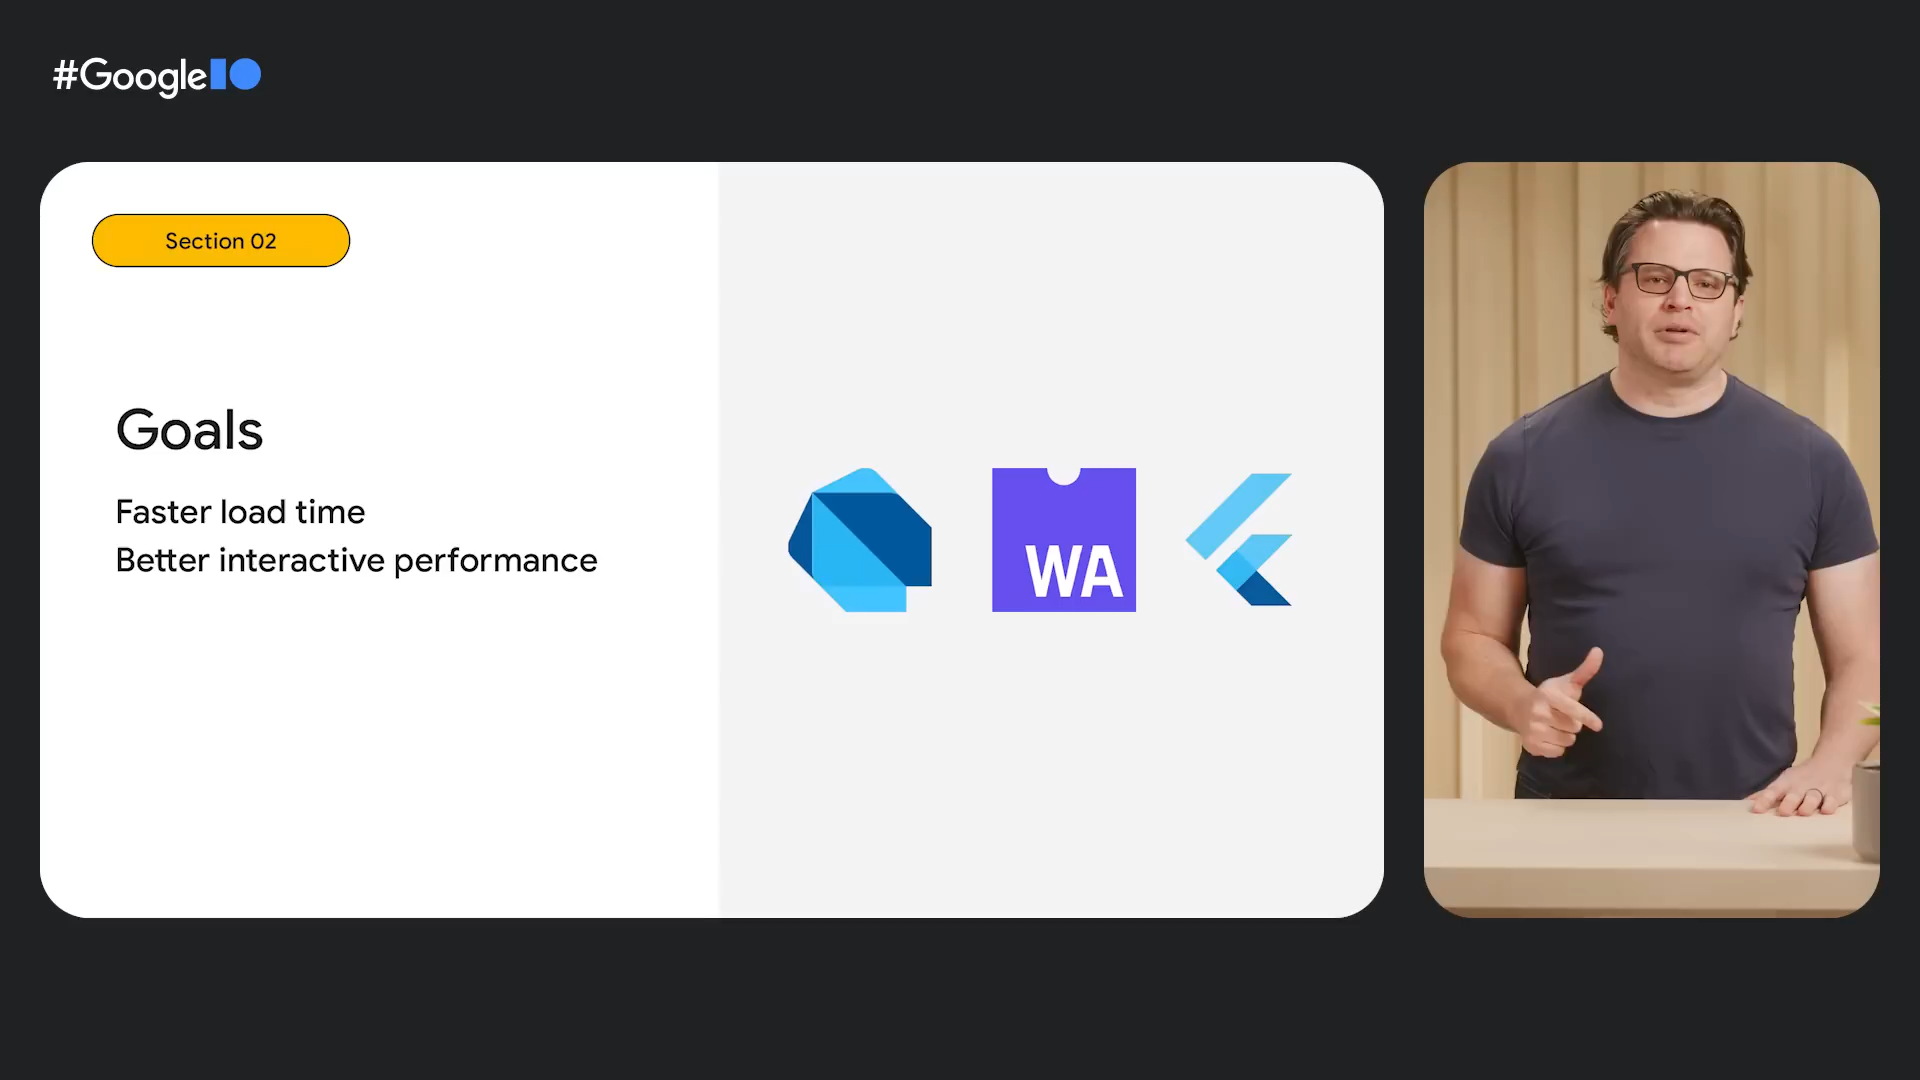 #GoogleIO
Section 02
Goals
Faster load time
Better interactive performance
WA